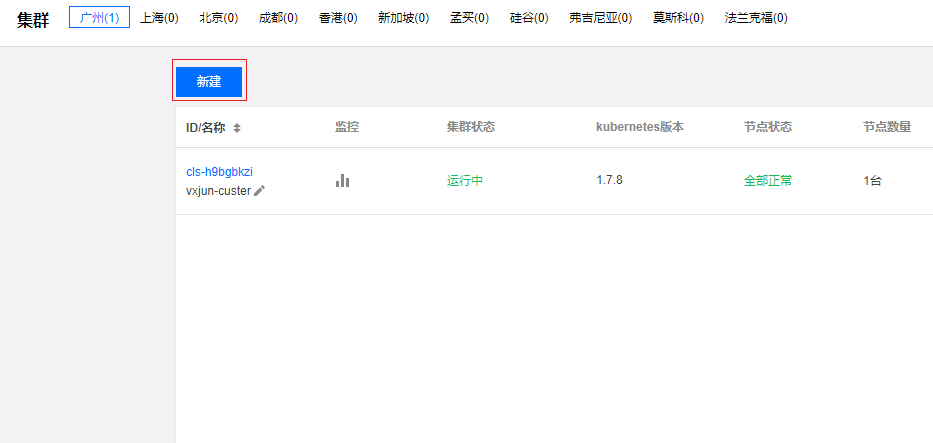 集群 广州(1) 上海(0) 北京(0) 成都(0) 香港(0) 新加坡(0) 孟买(0) 硅谷(0) 弗吉尼亚(0) 莫斯科(0) 法兰克福(0)
新建
ID/名称 监控 集群状态 kubernetes版本 节点状态 节点数量
cls-h9bgbkzi
运行中 1.7.8 全部正常 1台
vxjun-custer